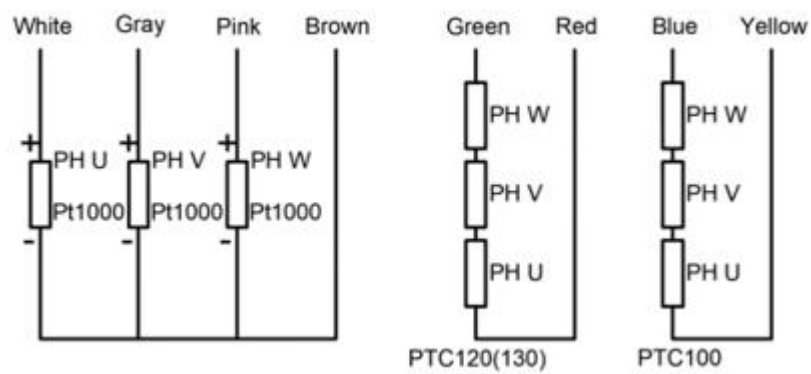 White Gray Pink Brown Green Red Blue Yellow
+ + +
PH W PH W
PH U PH V PH W
PH V PH V
Pt1000 Pt1000 Pt1000
- - -
PH U PH U
PTC120(130) PTC100